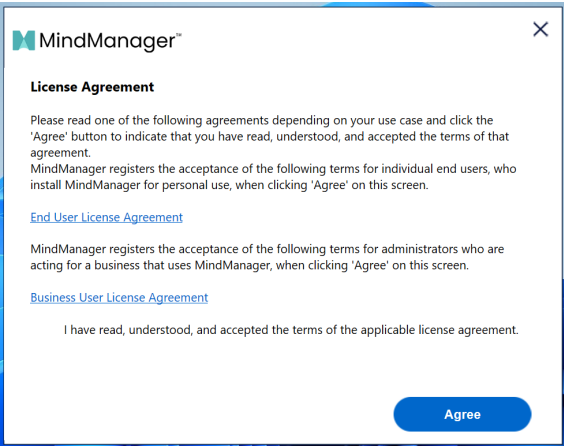 MindManager™
License Agreement
Please read one of the following agreements depending on your use case and click the
'Agree' button to indicate that you have read, understood, and accepted the terms of that
agreement.
MindManager registers the acceptance of the following terms for individual end users, who
install MindManager for personal use, when clicking 'Agree' on this screen.
End User License Agreement
MindManager registers the acceptance of the following terms for administrators who are
acting for a business that uses MindManager, when clicking 'Agree' on this screen.
Business User License Agreement
I have read, understood, and accepted the terms of the applicable license agreement.
Agree